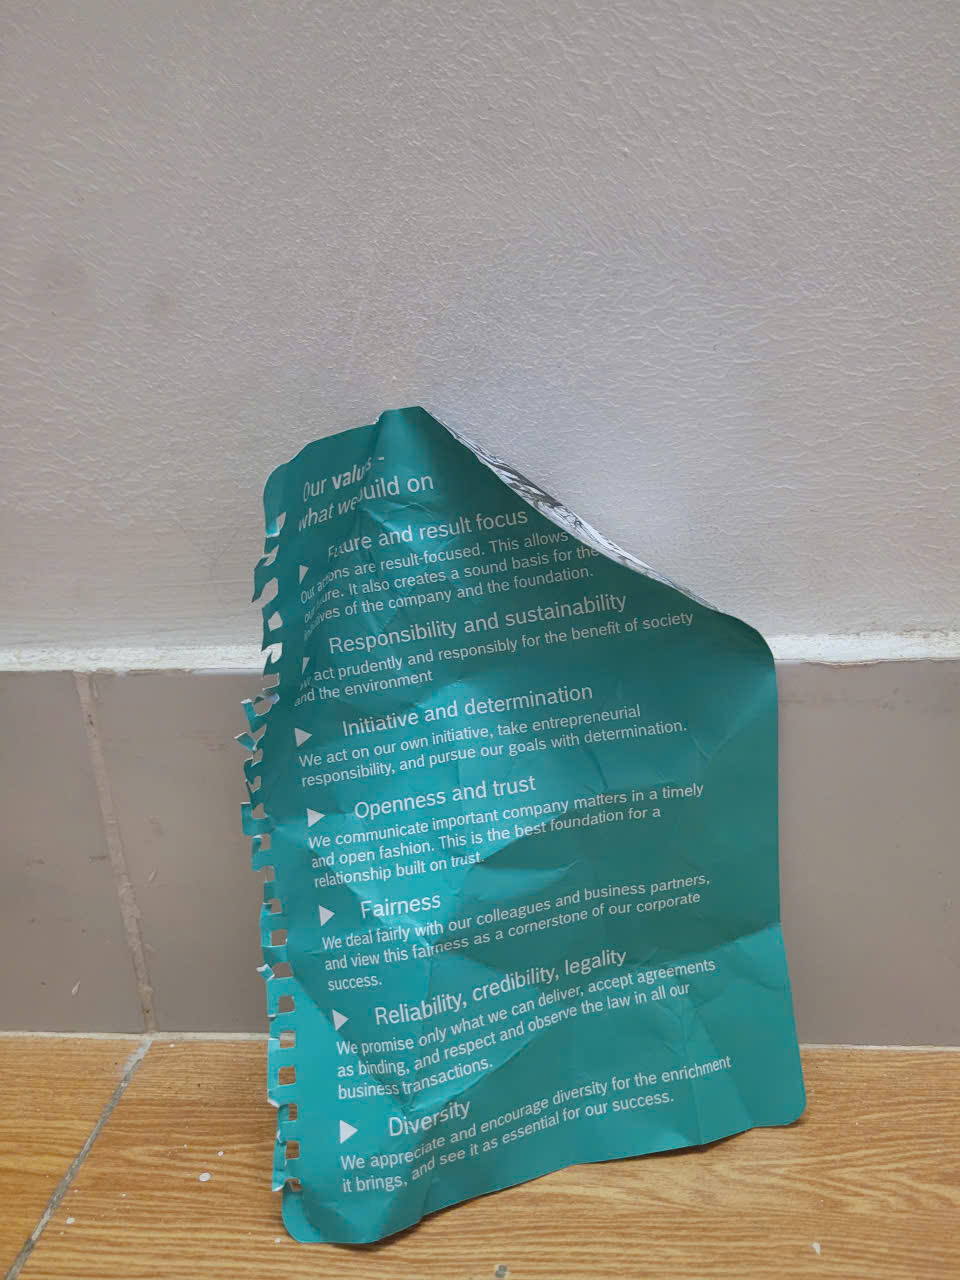 Our values -
what we build on
Future and result focus
Our actions are result-focused. This allows
our future. It also creates a sound basis for the
initiatives of the company and the foundation.
Responsibility and sustainability
We act prudently and responsibly for the benefit of society
and the environment
Initiative and determination
We act on our own initiative, take entrepreneurial
responsibility, and pursue our goals with determination.
Openness and trust
We communicate important company matters in a timely
and open fashion. This is the best foundation for a
relationship built on trust.
Fairness
We deal fairly with our colleagues and business partners,
and view this fairness as a cornerstone of our corporate
success.
Reliability, credibility, legality
We promise only what we can deliver, accept agreements
as binding, and respect and observe the law in all our
business transactions.
Diversity
We appreciate and encourage diversity for the enrichment
it brings, and see it as essential for our success.